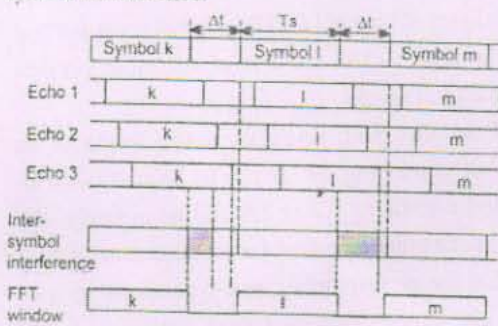 Δt Ts Δt
Symbol k Symbol l Symbol m
Echo 1 k l m
Echo 2 k l m
Echo 3 k l m
Inter-
symbol
interference
FFT k l m
window